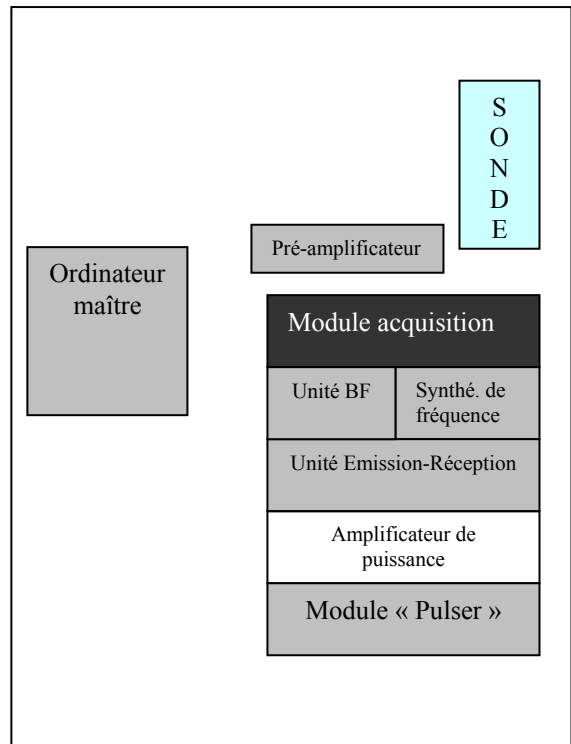 S
O
N
D
E
Pré-amplificateur
Ordinateur
maître
Module acquisition
Unité BF
Synthé. de
fréquence
Unité Emission-Réception
Amplificateur de
puissance
Module « Pulser »